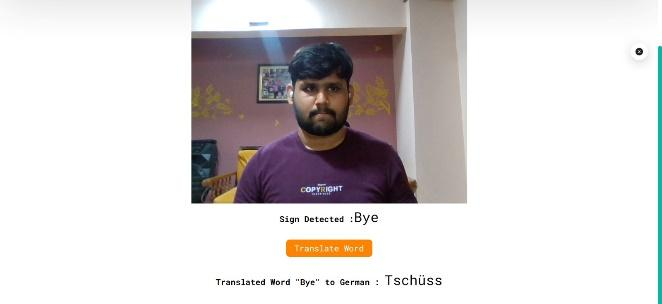 COPYRIGHT
Sign Detected :Bye
Translate Word
Translated Word "Bye" to German : Tschüss